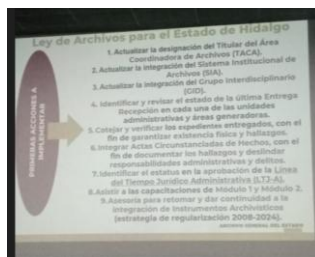 Ley de Archivos para el Estado de Hidalgo
PRIMERAS ACCIONES A
IMPLEMENTAR
1. Actualizar la designación del Titular del Área
Coordinadora de Archivos (TACA).
2. Actualizar la integración del Sistema Institucional de
Archivos (SIA).
3. Actualizar la integración del Grupo Interdisciplinario
(GID).
4. Identificar y revisar el estado de la última Entrega
Recepción en cada una de las unidades
administrativas y áreas generadoras.
5. Cotejar y verificar los expedientes entregados, con el
fin de garantizar existencia física y hallazgos.
6. Integrar Actas Circunstanciadas de Hechos, con el
fin de documentar los hallazgos y deslindar
responsabilidades administrativas y delitos.
7. Identificar el estatus en la aprobación de la Línea
del Tiempo Jurídico Administrativa (LTJ-A).
8. Asistir a las capacitaciones de Módulo 1 y Módulo 2.
9. Asesoría para retomar y dar continuidad a la
integración de Instrumentos Archivísticos
(estrategia de regularización 2008-2024).
ARCHIVO GENERAL DEL ESTADO